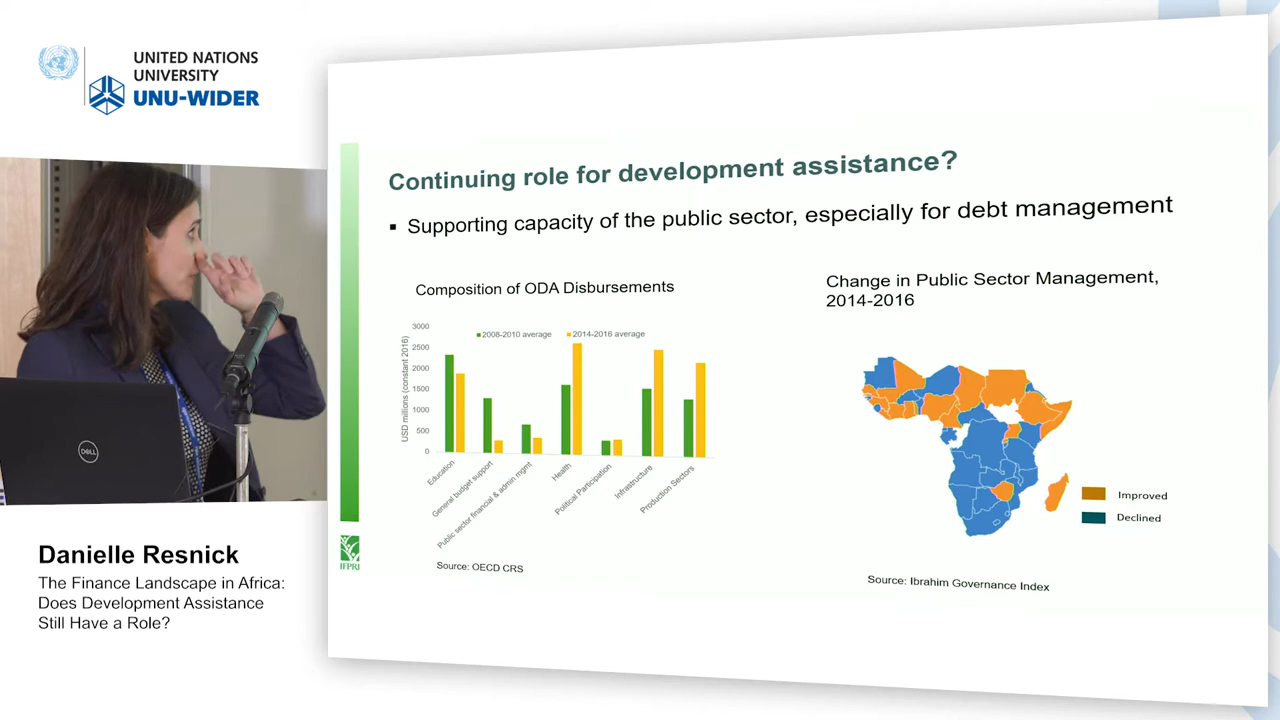 UNITED NATIONS
UNIVERSITY
UNU-WIDER
Continuing role for development assistance?
Supporting capacity of the public sector, especially for debt management
Composition of ODA Disbursements
3000
2500
2000
1500
1000
500
0
USD millions (constant 2016)
2008-2010 average
2014-2016 average
Education
General budget support
Public sector financial & admin mgmt
Health
Political Participation
Infrastructure
Production Sectors
Source: OECD CRS
Change in Public Sector Management,
2014-2016
Improved
Declined
Source: Ibrahim Governance Index
IFPRI
DELL
Danielle Resnick
The Finance Landscape in Africa:
Does Development Assistance
Still Have a Role?